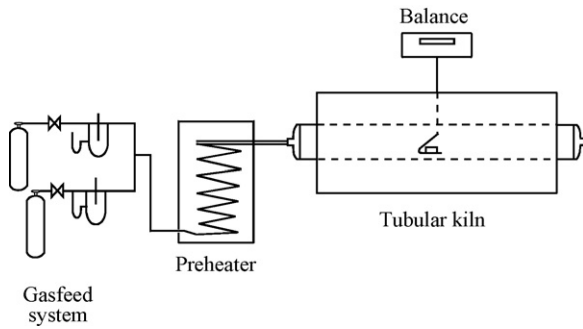 Balance
Tubular kiln
Preheater
Gasfeed
system